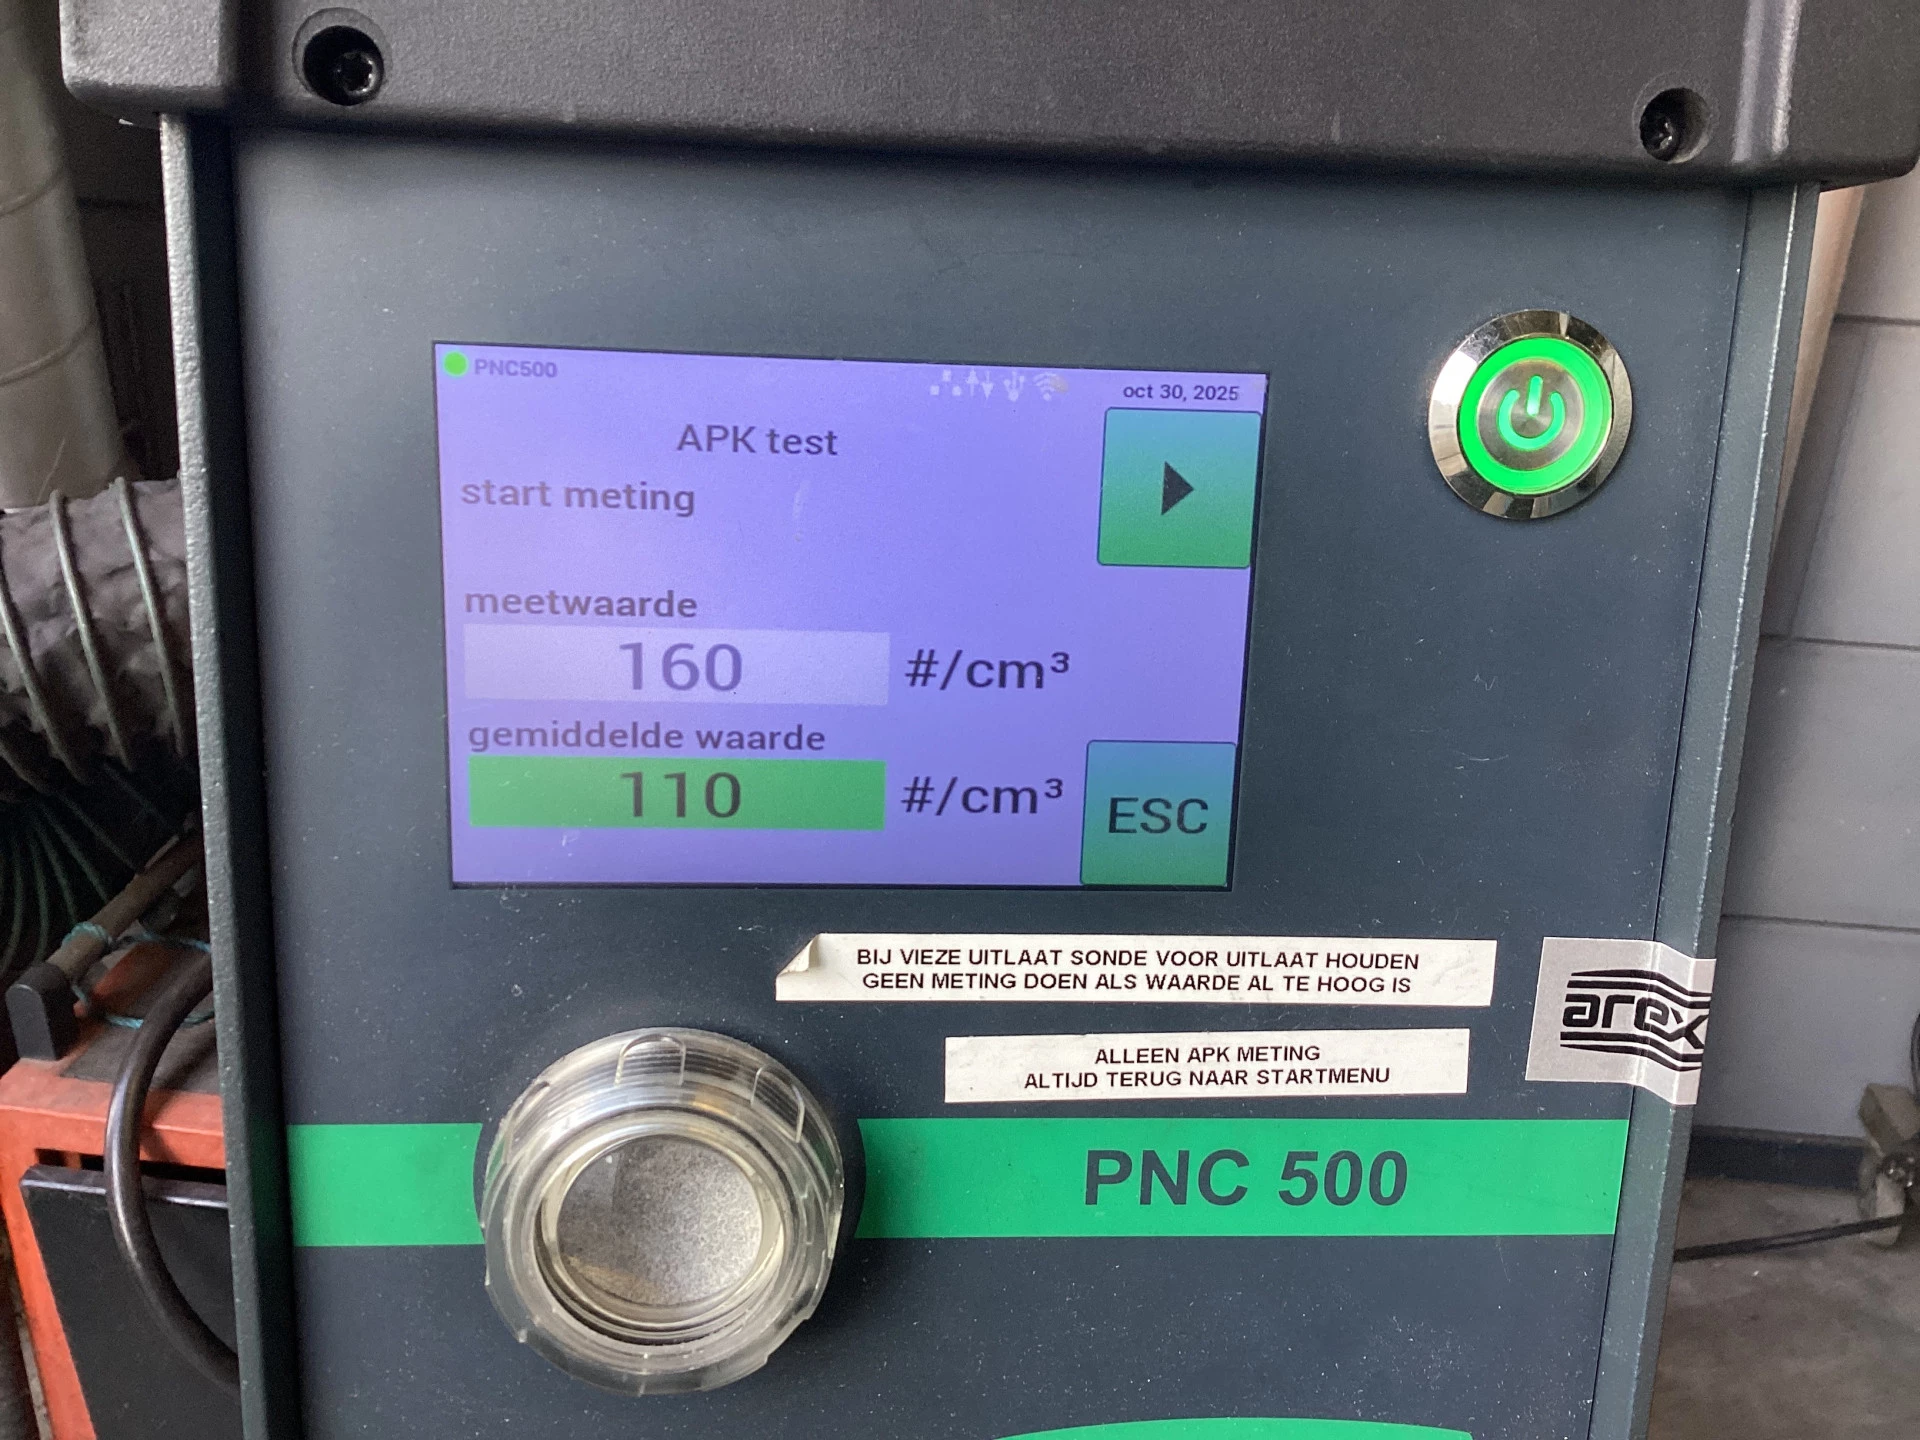 PNC500
oct 30, 2025
APK test
start meting
meetwaarde
160 #/cm³
gemiddelde waarde
110 #/cm³
ESC
BIJ VIEZE UITLAAT SONDE VOOR UITLAAT HOUDEN
GEEN METING DOEN ALS WAARDE AL TE HOOG IS
arex
ALLEEN APK METING
ALTIJD TERUG NAAR STARTMENU
PNC 500